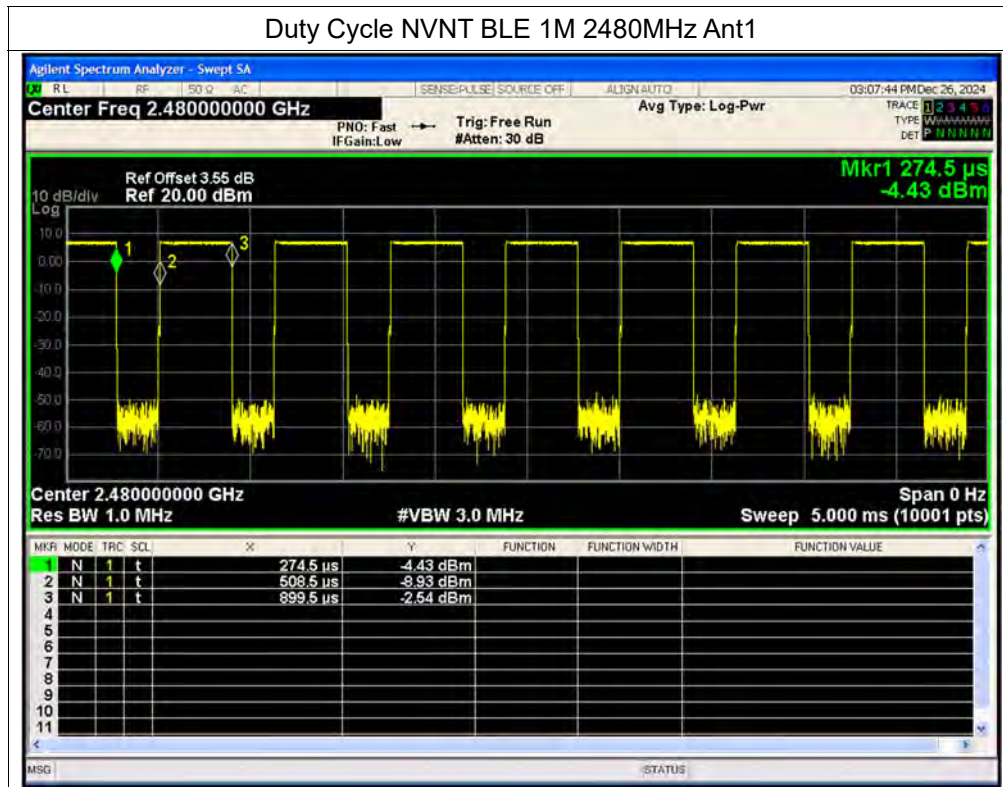 Duty Cycle NVNT BLE 1M 2480MHz Ant1
Agilent Spectrum Analyzer - Swept SA
RL RF 50 Ω AC SENSE:PULSE SOURCE OFF ALIGN AUTO 03:07:44 PM Dec 26, 2024
Center Freq 2.480000000 GHz Avg Type: Log-Pwr TRACE 1 2 3 4 5 6
PNO: Fast Trig: Free Run TYPE
IFGain:Low #Atten: 30 dB DET P N N N N N
Mkr1 274.5 µs
Ref Offset 3.55 dB
10 dB/div Ref 20.00 dBm -4.43 dBm
Log
10.0
0.00
-10.0
-20.0
-30.0
-40.0
-50.0
-60.0
-70.0
1
2
3
Center 2.480000000 GHz Span 0 Hz
Res BW 1.0 MHz #VBW 3.0 MHz Sweep 5.000 ms (10001 pts)
MKR MODE TRC SCL X Y FUNCTION FUNCTION WIDTH FUNCTION VALUE
1 N 1 t 274.5 µs -4.43 dBm
2 N 1 t 508.5 µs -8.93 dBm
3 N 1 t 899.5 µs -2.54 dBm
4
5
6
7
8
9
10
11
MSG STATUS